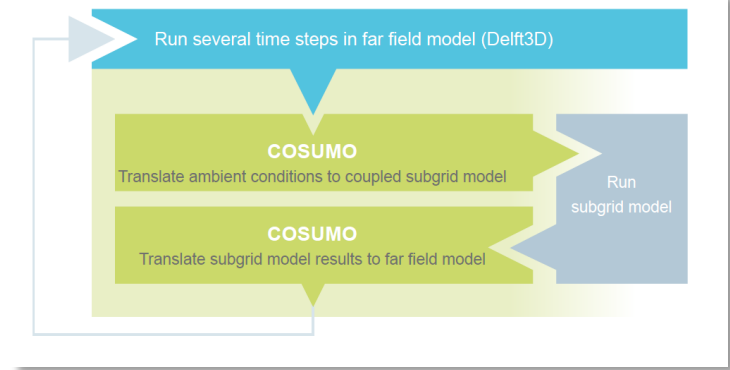 Run several time steps in far field model (Delft3D)
COSUMO
Translate ambient conditions to coupled subgrid model
Run
subgrid model
COSUMO
Translate subgrid model results to far field model